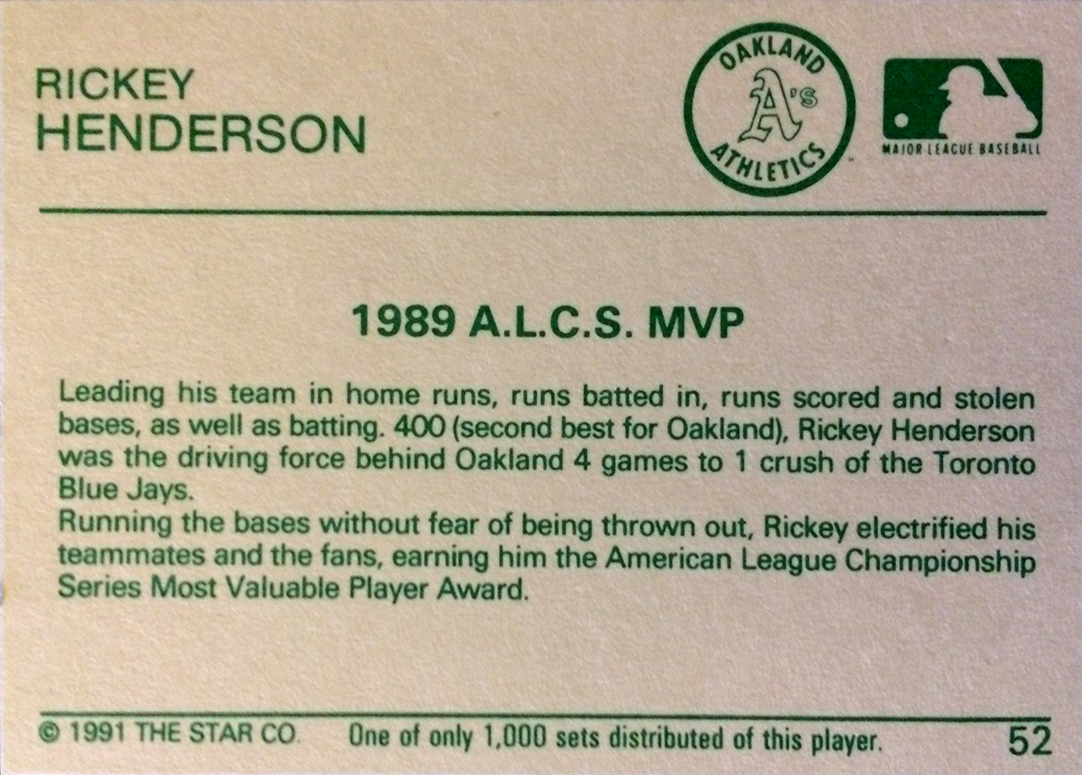 RICKEY
HENDERSON
OAKLAND
A's
ATHLETICS
MAJOR LEAGUE BASEBALL
1989 A.L.C.S. MVP
Leading his team in home runs, runs batted in, runs scored and stolen
bases, as well as batting. 400 (second best for Oakland), Rickey Henderson
was the driving force behind Oakland 4 games to 1 crush of the Toronto
Blue Jays.
Running the bases without fear of being thrown out, Rickey electrified his
teammates and the fans, earning him the American League Championship
Series Most Valuable Player Award.
© 1991 THE STAR CO. One of only 1,000 sets distributed of this player. 52